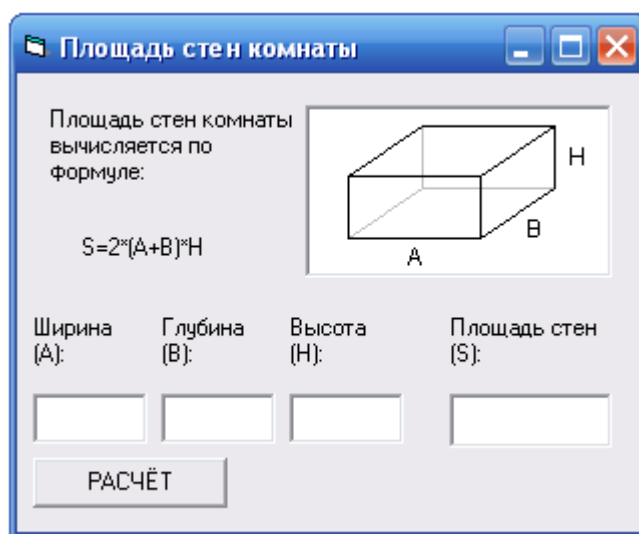 Площадь стен комнаты
Площадь стен комнаты
вычисляется по
формуле:
S=2*(A+B)*H
H
B
A
Ширина
(A):
Глубина
(B):
Высота
(H):
Площадь стен
(S):
РАСЧЁТ